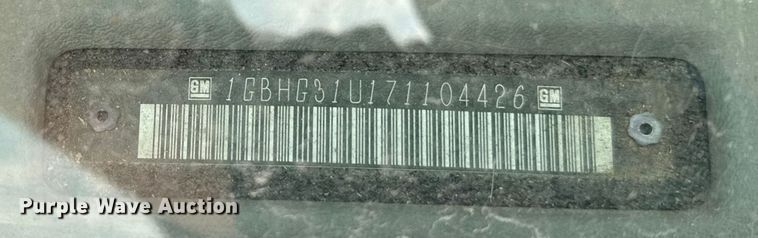 GM 1GBHG31U171104426 GM
Purple Wave Auction